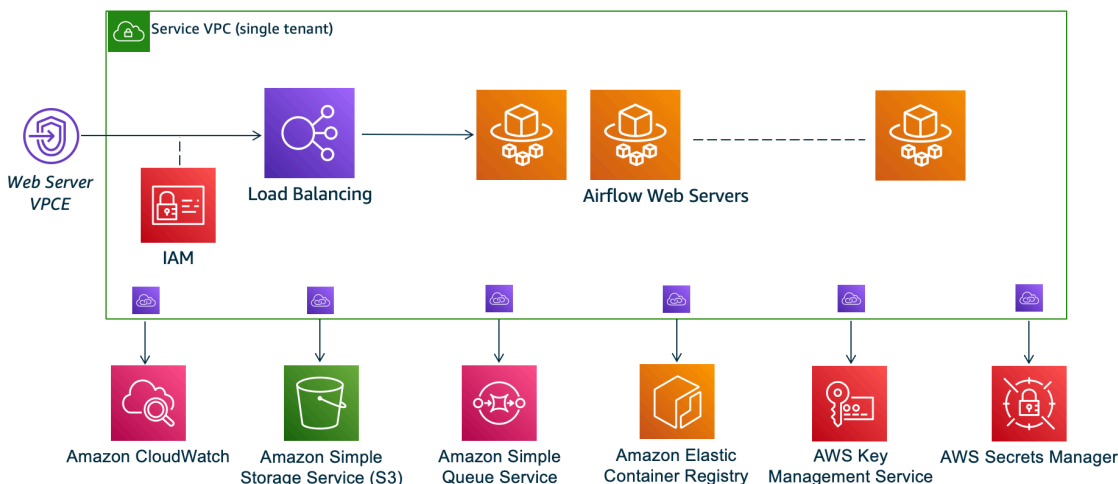 Service VPC (single tenant)
Web Server
VPCE
Load Balancing
Airflow Web Servers
IAM
Amazon CloudWatch
Amazon Simple
Storage Service (S3)
Amazon Simple
Queue Service
Amazon Elastic
Container Registry
AWS Key
Management Service
AWS Secrets Manager